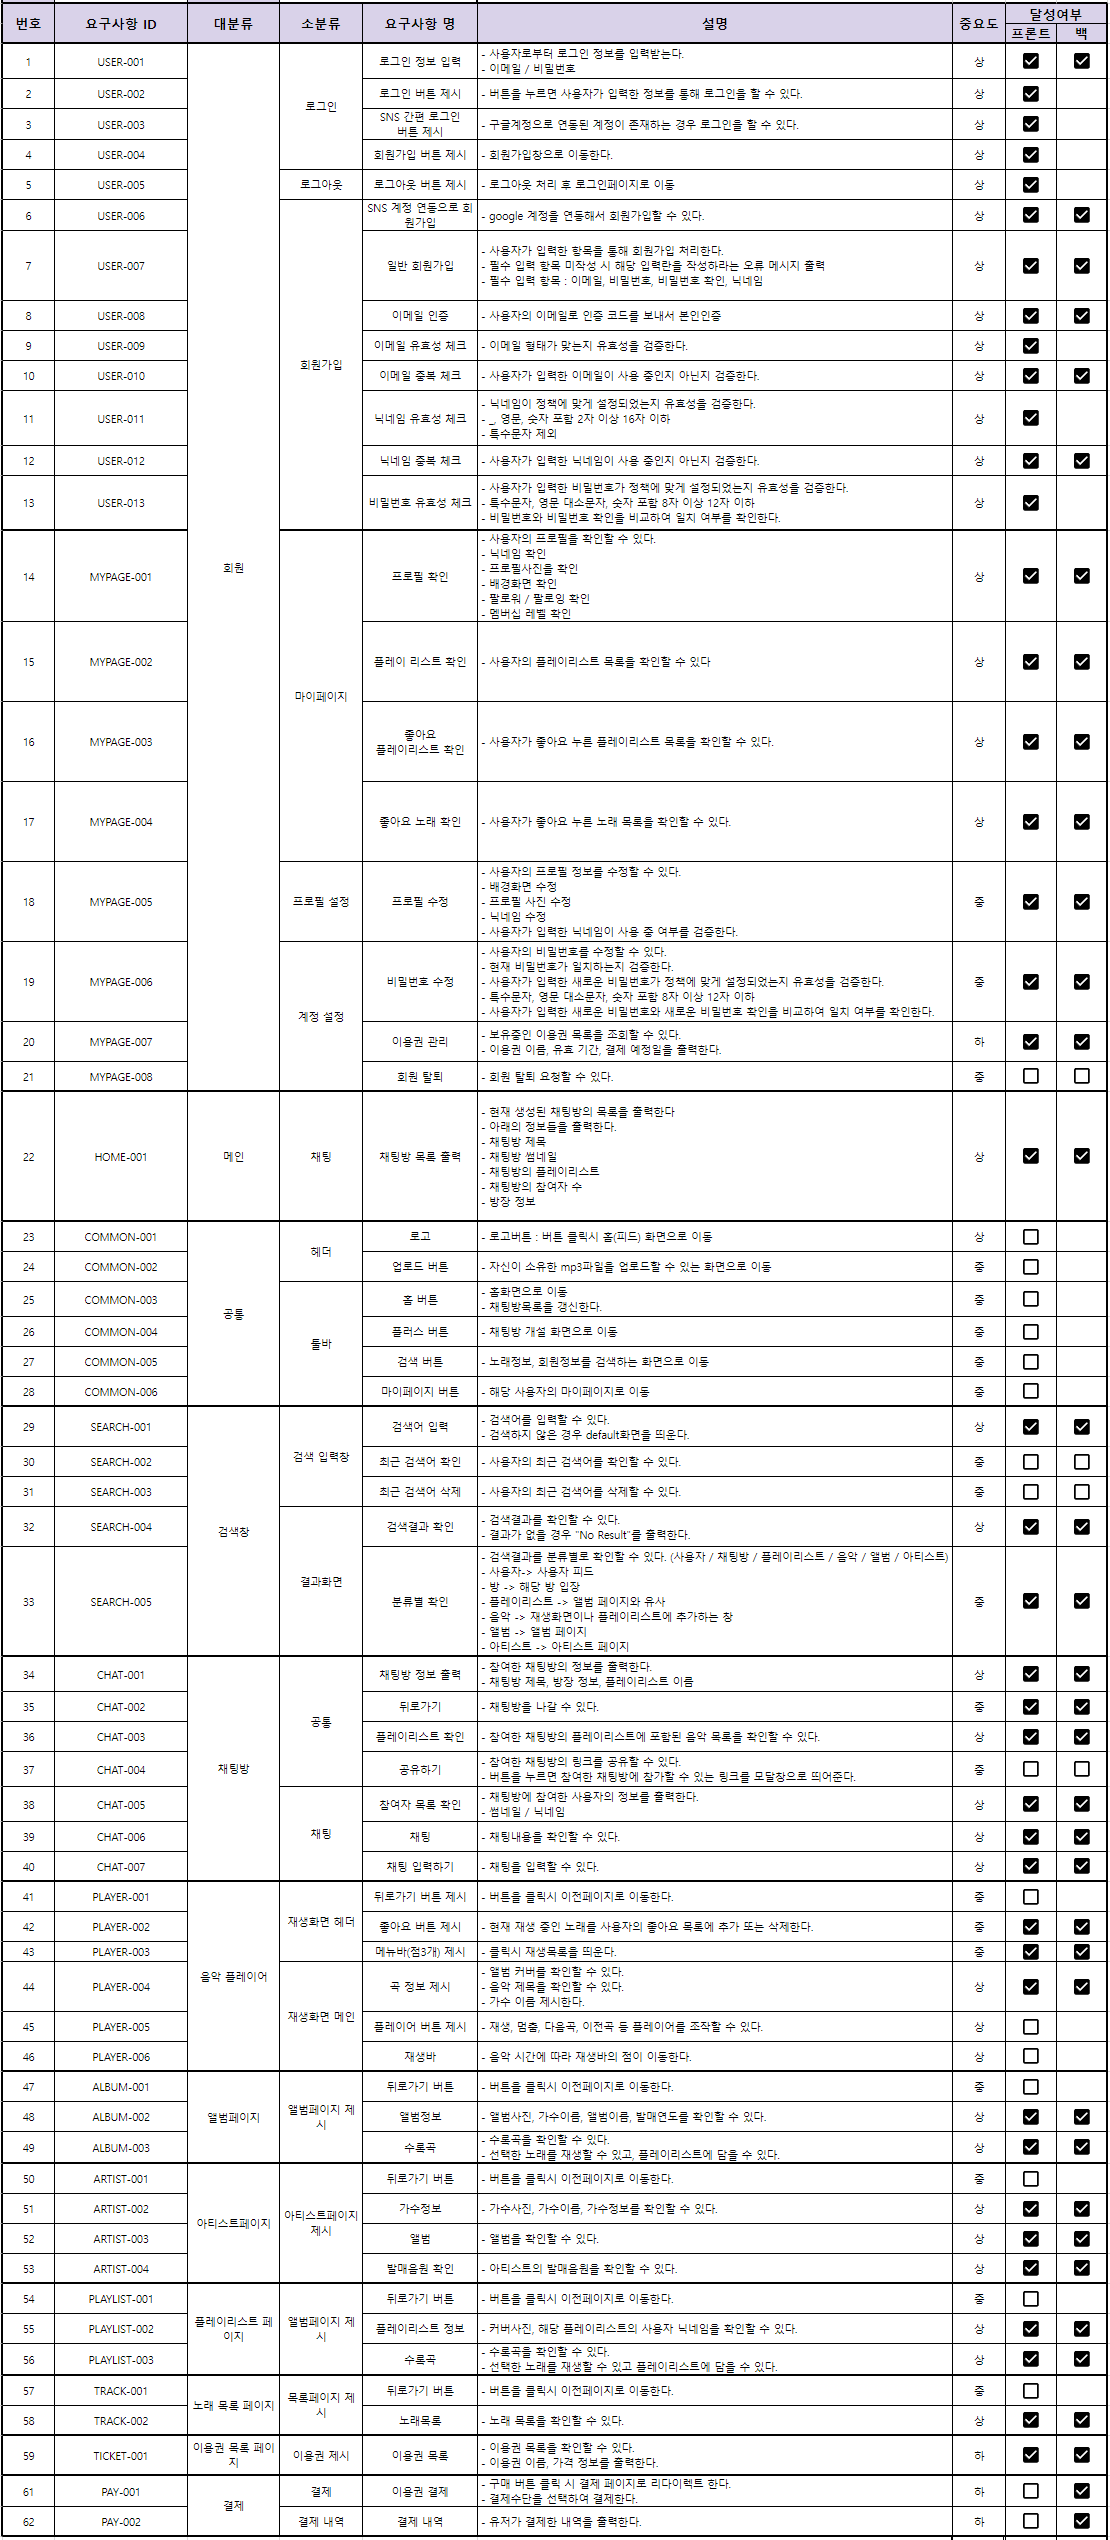 번호 요구사항 ID 대분류 소분류 요구사항 명 설명 중요도 달성여부
프론트 백
1 USER-001 회원 로그인 로그인 정보 입력 - 사용자로부터 로그인 정보를 입력받는다. 상
- 이메일 / 비밀번호
2 USER-002 로그인 버튼 제시 - 버튼을 누르면 사용자가 입력한 정보를 통해 로그인을 할 수 있다. 상
3 USER-003 SNS 간편 로그인 - 구글계정으로 연동된 계정이 존재하는 경우 로그인을 할 수 있다. 상
버튼 제시
4 USER-004 회원가입 버튼 제시 - 회원가입창으로 이동한다. 상
5 USER-005 로그아웃 로그아웃 버튼 제시 - 로그아웃 처리 후 로그인페이지로 이동 상
6 USER-006 회원가입 SNS 계정 연동으로 회 - google 계정을 연동해서 회원가입할 수 있다. 상
원가입
7 USER-007 일반 회원가입 - 사용자가 입력한 항목을 통해 회원가입 처리한다. 상
- 필수 입력 항목 미작성 시 해당 입력란을 작성하라는 오류 메시지 출력
- 필수 입력 항목 : 이메일, 비밀번호, 비밀번호 확인, 닉네임
8 USER-008 이메일 인증 - 사용자의 이메일로 인증 코드를 보내서 본인인증 상
9 USER-009 이메일 유효성 체크 - 이메일 형태가 맞는지 유효성을 검증한다. 상
10 USER-010 이메일 중복 체크 - 사용자가 입력한 이메일이 사용 중인지 아닌지 검증한다. 상
11 USER-011 닉네임 유효성 체크 - 닉네임이 정책에 맞게 설정되었는지 유효성을 검증한다. 상
- _, 영문, 숫자 포함 2자 이상 16자 이하
- 특수문자 제외
12 USER-012 닉네임 중복 체크 - 사용자가 입력한 닉네임이 사용 중인지 아닌지 검증한다. 상
13 USER-013 비밀번호 유효성 체크 - 사용자가 입력한 비밀번호가 정책에 맞게 설정되었는지 유효성을 검증한다. 상
- 특수문자, 영문 대소문자, 숫자 포함 8자 이상 12자 이하
- 비밀번호와 비밀번호 확인을 비교하여 일치 여부를 확인한다.
14 MYPAGE-001 마이페이지 프로필 확인 - 사용자의 프로필을 확인할 수 있다. 상
- 닉네임 확인
- 프로필사진을 확인
- 배경화면 확인
- 팔로워 / 팔로잉 확인
- 멤버십 레벨 확인
15 MYPAGE-002 플레이 리스트 확인 - 사용자의 플레이리스트 목록을 확인할 수 있다 상
16 MYPAGE-003 좋아요 - 사용자가 좋아요 누른 플레이리스트 목록을 확인할 수 있다. 상
플레이리스트 확인
17 MYPAGE-004 좋아요 노래 확인 - 사용자가 좋아요 누른 노래 목록을 확인할 수 있다. 상
18 MYPAGE-005 프로필 설정 프로필 수정 - 사용자의 프로필 정보를 수정할 수 있다. 중
- 배경화면 수정
- 프로필 사진 수정
- 닉네임 수정
- 사용자가 입력한 닉네임이 사용 중 여부를 검증한다.
19 MYPAGE-006 계정 설정 비밀번호 수정 - 사용자의 비밀번호를 수정할 수 있다. 중
- 현재 비밀번호가 일치하는지 검증한다.
- 사용자가 입력한 새로운 비밀번호가 정책에 맞게 설정되었는지 유효성을 검증한다.
- 특수문자, 영문 대소문자, 숫자 포함 8자 이상 12자 이하
- 사용자가 입력한 새로운 비밀번호와 새로운 비밀번호 확인을 비교하여 일치 여부를 확인한다.
20 MYPAGE-007 이용권 관리 - 보유중인 이용권 목록을 조회할 수 있다. 하
- 이용권 이름, 유효 기간, 결제 예정일을 출력한다.
21 MYPAGE-008 회원 탈퇴 - 회원 탈퇴 요청할 수 있다. 중
22 HOME-001 메인 채팅 채팅방 목록 출력 - 현재 생성된 채팅방의 목록을 출력한다 상
- 아래의 정보들을 출력한다.
- 채팅방 제목
- 채팅방 썸네일
- 채팅방의 플레이리스트
- 채팅방의 참여자 수
- 방장 정보
23 COMMON-001 공통 헤더 로고 - 로고버튼 : 버튼 클릭시 홈(피드) 화면으로 이동 상
24 COMMON-002 업로드 버튼 - 자신이 소유한 mp3파일을 업로드할 수 있는 화면으로 이동 중
25 COMMON-003 툴바 홈 버튼 - 홈화면으로 이동 중
- 채팅방목록을 갱신한다.
26 COMMON-004 플러스 버튼 - 채팅방 개설 화면으로 이동 중
27 COMMON-005 검색 버튼 - 노래정보, 회원정보를 검색하는 화면으로 이동 중
28 COMMON-006 마이페이지 버튼 - 해당 사용자의 마이페이지로 이동 중
29 SEARCH-001 검색창 검색 입력창 검색어 입력 - 검색어를 입력할 수 있다. 상
- 검색하지 않은 경우 default화면을 띄운다.
30 SEARCH-002 최근 검색어 확인 - 사용자의 최근 검색어를 확인할 수 있다. 중
31 SEARCH-003 최근 검색어 삭제 - 사용자의 최근 검색어를 삭제할 수 있다. 중
32 SEARCH-004 결과화면 검색결과 확인 - 검색결과를 확인할 수 있다. 상
- 결과가 없을 경우 "No Result"를 출력한다.
33 SEARCH-005 분류별 확인 - 검색결과를 분류별로 확인할 수 있다. (사용자 / 채팅방 / 플레이리스트 / 음악 / 앨범 / 아티스트) 중
- 사용자-> 사용자 피드
- 방 -> 해당 방 입장
- 플레이리스트 -> 앨범 페이지와 유사
- 음악 -> 재생화면이나 플레이리스트에 추가하는 창
- 앨범 -> 앨범 페이지
- 아티스트 -> 아티스트 페이지
34 CHAT-001 채팅방 공통 채팅방 정보 출력 - 참여한 채팅방의 정보를 출력한다. 상
- 채팅방 제목, 방장 정보, 플레이리스트 이름
35 CHAT-002 뒤로가기 - 채팅방을 나갈 수 있다. 중
36 CHAT-003 플레이리스트 확인 - 참여한 채팅방의 플레이리스트에 포함된 음악 목록을 확인할 수 있다. 상
37 CHAT-004 공유하기 - 참여한 채팅방의 링크를 공유할 수 있다. 중
- 버튼을 누르면 참여한 채팅방에 참가할 수 있는 링크를 모달창으로 띄어준다.
38 CHAT-005 채팅 참여자 목록 확인 - 채팅방에 참여한 사용자의 정보를 출력한다. 상
- 썸네일 / 닉네임
39 CHAT-006 채팅 - 채팅내용을 확인할 수 있다. 상
40 CHAT-007 채팅 입력하기 - 채팅을 입력할 수 있다. 상
41 PLAYER-001 음악 플레이어 재생화면 헤더 뒤로가기 버튼 제시 - 버튼을 클릭시 이전페이지로 이동한다. 중
42 PLAYER-002 좋아요 버튼 제시 - 현재 재생 중인 노래를 사용자의 좋아요 목록에 추가 또는 삭제한다. 중
43 PLAYER-003 메뉴바(점3개) 제시 - 클릭시 재생목록을 띄운다. 중
44 PLAYER-004 재생화면 메인 곡 정보 제시 - 앨범 커버를 확인할 수 있다. 상
- 음악 제목을 확인할 수 있다.
- 가수 이름 제시한다.
45 PLAYER-005 플레이어 버튼 제시 - 재생, 멈춤, 다음곡, 이전곡 등 플레이어를 조작할 수 있다. 상
46 PLAYER-006 재생바 - 음악 시간에 따라 재생바의 점이 이동한다. 상
47 ALBUM-001 앨범페이지 앨범페이지 제 뒤로가기 버튼 - 버튼을 클릭시 이전페이지로 이동한다. 중
시
48 ALBUM-002 앨범정보 - 앨범사진, 가수이름, 앨범이름, 발매연도를 확인할 수 있다. 상
49 ALBUM-003 수록곡 - 수록곡을 확인할 수 있다. 상
- 선택한 노래를 재생할 수 있고, 플레이리스트에 담을 수 있다.
50 ARTIST-001 아티스트페이지 아티스트페이지 뒤로가기 버튼 - 버튼을 클릭시 이전페이지로 이동한다. 중
제시
51 ARTIST-002 가수정보 - 가수사진, 가수이름, 가수정보를 확인할 수 있다. 상
52 ARTIST-003 앨범 - 앨범을 확인할 수 있다. 상
53 ARTIST-004 발매음원 확인 - 아티스트의 발매음원을 확인할 수 있다. 상
54 PLAYLIST-001 플레이리스트 페 앨범페이지 제 뒤로가기 버튼 - 버튼을 클릭시 이전페이지로 이동한다. 중
이지 시
55 PLAYLIST-002 플레이리스트 정보 - 커버사진, 해당 플레이리스트의 사용자 닉네임을 확인할 수 있다. 상
56 PLAYLIST-003 수록곡 - 수록곡을 확인할 수 있다. 상
- 선택한 노래를 재생할 수 있고 플레이리스트에 담을 수 있다.
57 TRACK-001 노래 목록 페이지 목록페이지 제 뒤로가기 버튼 - 버튼을 클릭시 이전페이지로 이동한다. 중
시
58 TRACK-002 노래목록 - 노래 목록을 확인할 수 있다. 상
59 TICKET-001 이용권 목록 페이 이용권 제시 이용권 목록 - 이용권 목록을 확인할 수 있다. 하
지 - 이용권 이름, 가격 정보를 출력한다.
61 PAY-001 결제 결제 이용권 결제 - 구매 버튼 클릭 시 결제 페이지로 리다이렉트 한다. 하
- 결제수단을 선택하여 결제한다.
62 PAY-002 결제 내역 결제 내역 - 유저가 결제한 내역을 출력한다. 하